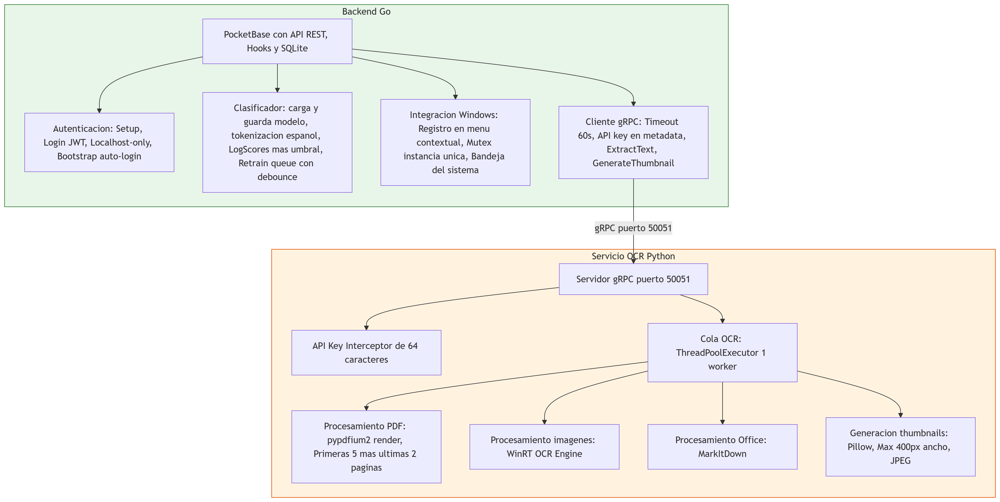 Backend Go
PocketBase con API REST,
Hooks y SQLite
Autenticacion: Setup,
Login JWT, Localhost-only,
Bootstrap auto-login
Clasificador: carga y
guarda modelo,
tokenizacion espanol,
LogScores mas umbral,
Retrain queue con
debounce
Integracion Windows:
Registro en menu
contextual, Mutex
instancia unica, Bandeja
del sistema
Cliente gRPC: Timeout
60s, API key en metadata,
ExtractText,
GenerateThumbnail
gRPC puerto 50051
Servicio OCR Python
Servidor gRPC puerto 50051
API Key Interceptor de 64
caracteres
Cola OCR:
ThreadPoolExecutor 1
worker
Procesamiento PDF:
pypdfium2 render,
Primeras 5 mas ultimas 2
paginas
Procesamiento imagenes:
WinRT OCR Engine
Procesamiento Office:
MarkItDown
Generacion thumbnails:
Pillow, Max 400px ancho,
JPEG